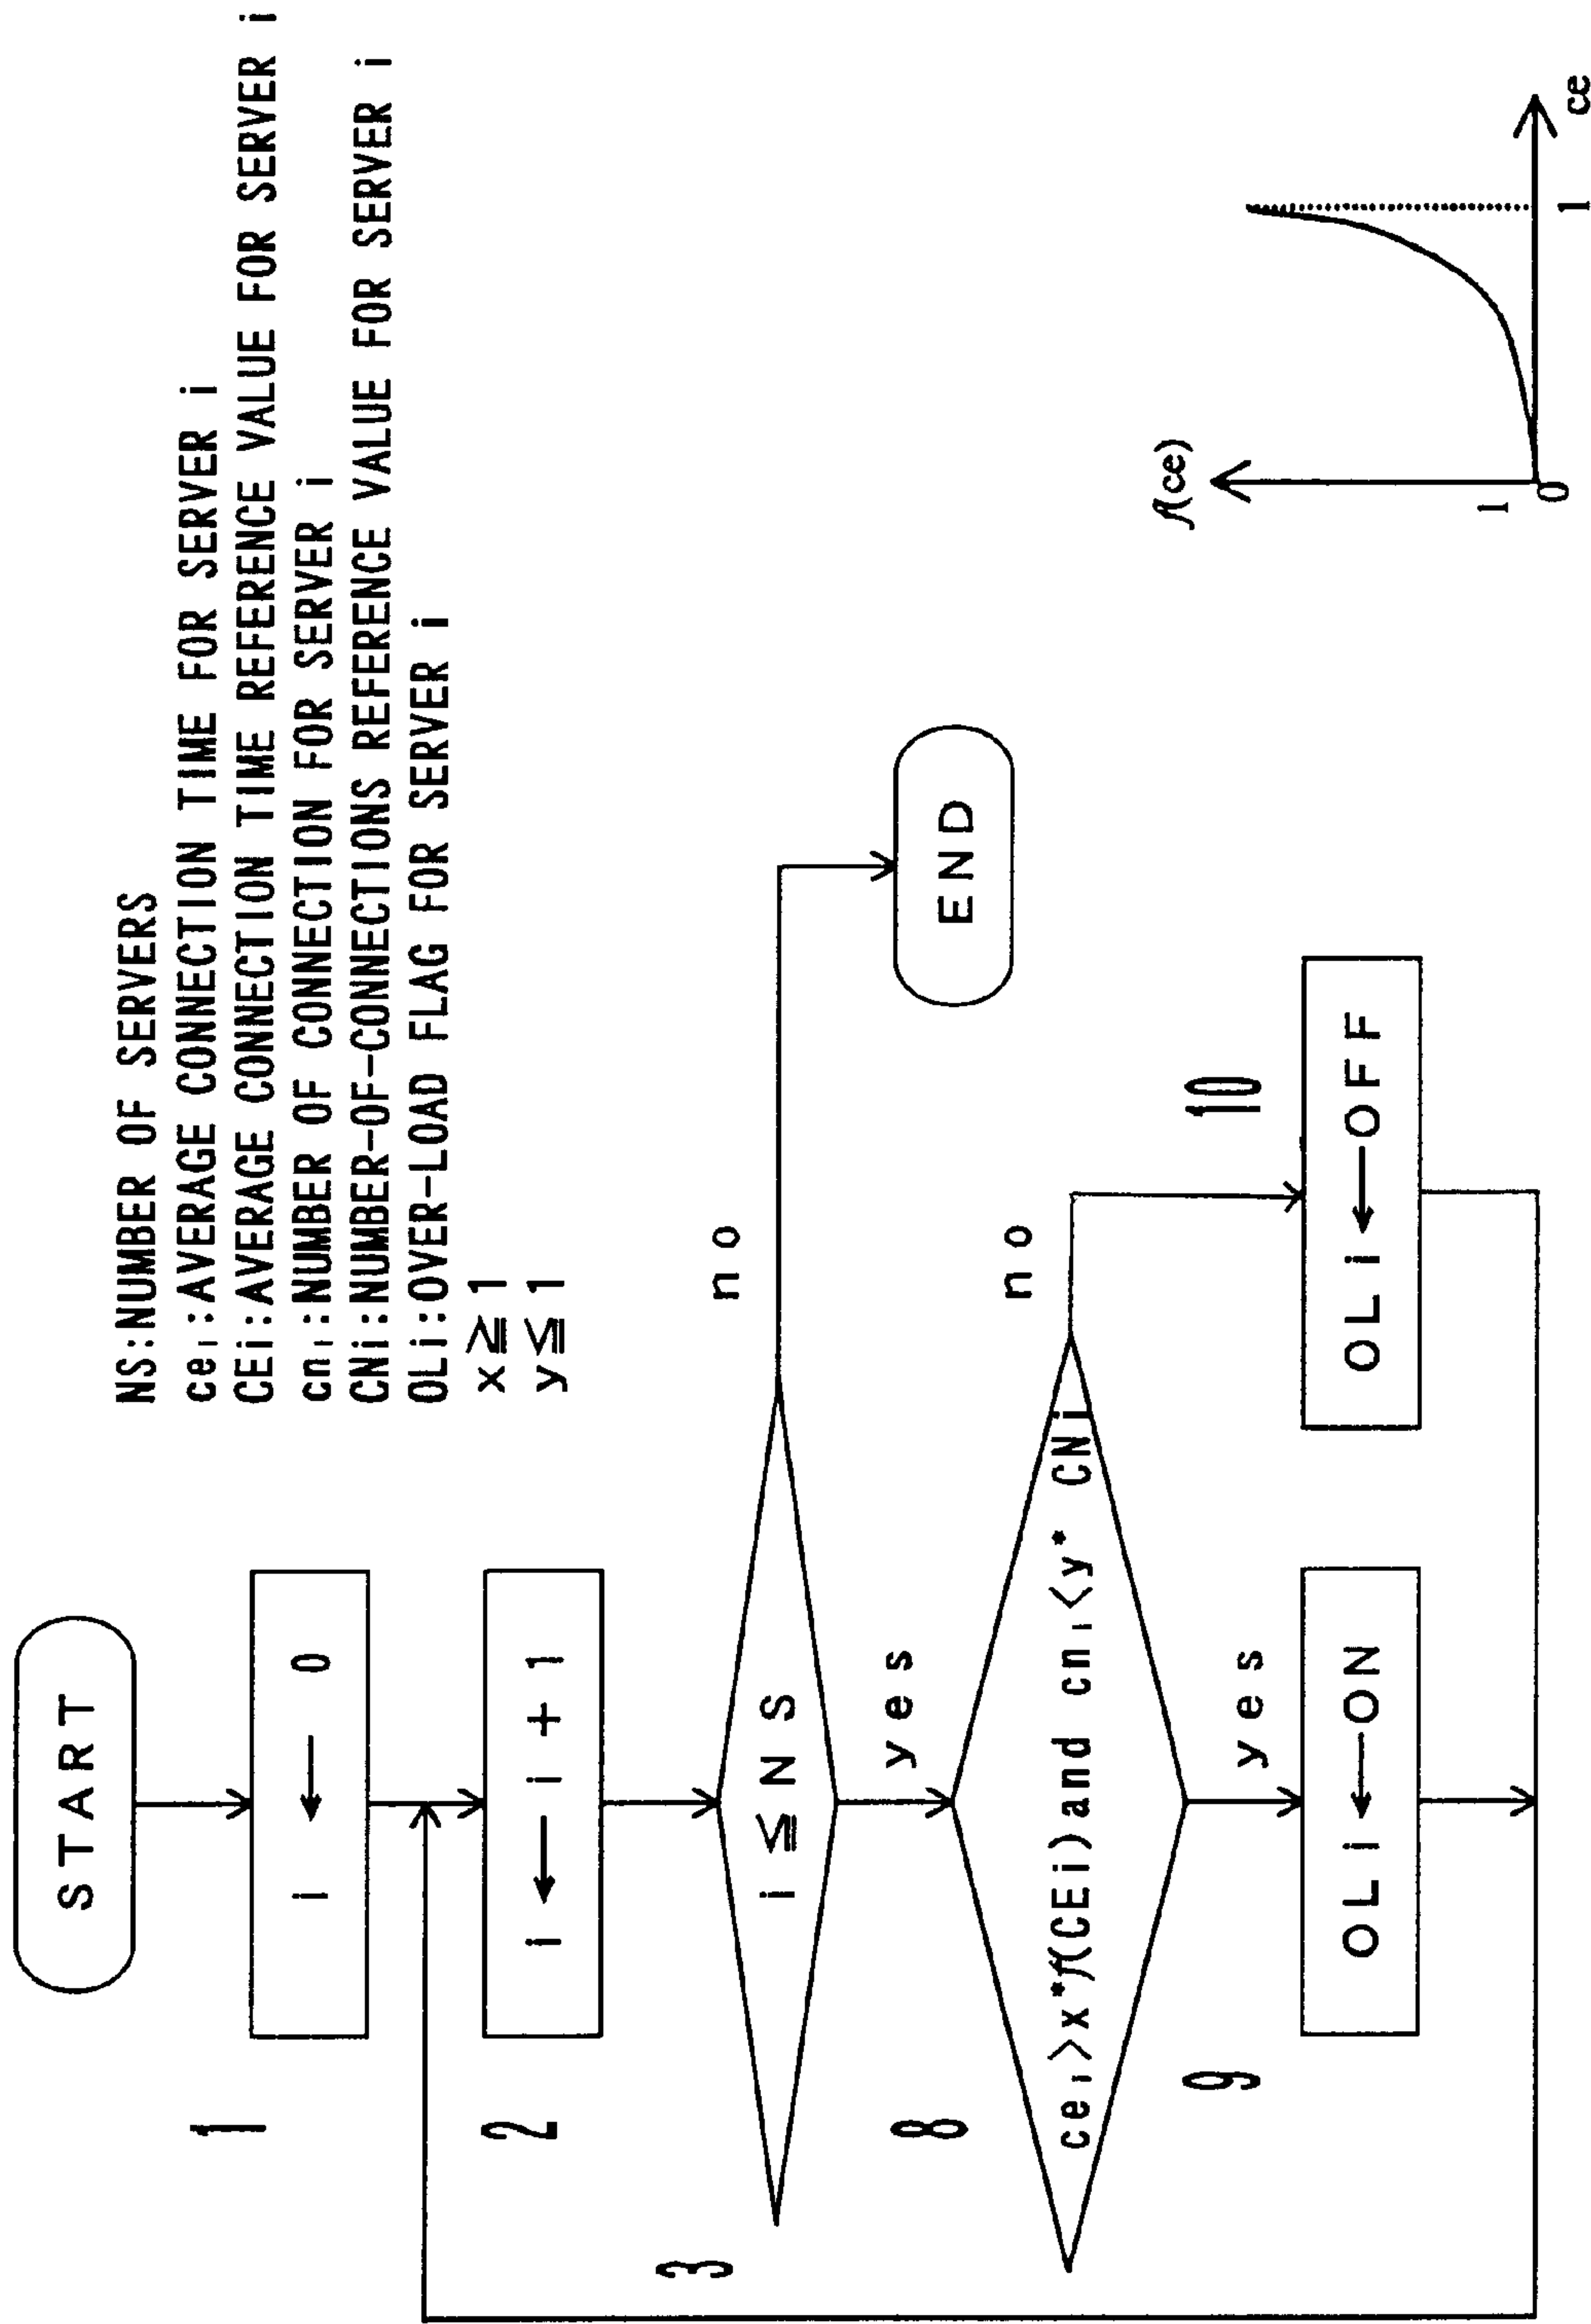 NS:NUMBER OF SERVERS
ceᵢ:AVERAGE CONNECTION TIME FOR SERVER i
CEi:AVERAGE CONNECTION TIME REFERENCE VALUE FOR SERVER i
cnᵢ:NUMBER OF CONNECTION FOR SERVER i
CNi:NUMBER-OF-CONNECTIONS REFERENCE VALUE FOR SERVER i
OLi:OVER-LOAD FLAG FOR SERVER i
x≧1
y≦1
START
1
i ← 0
2
i ← i+1
3
i≦NS
no
END
yes
8
ceᵢ>x*f(CEi)and cnᵢ<y* CNi
no
yes
9
OLi←ON
10
OLi←OFF
f(ce)
1
0
1
ce